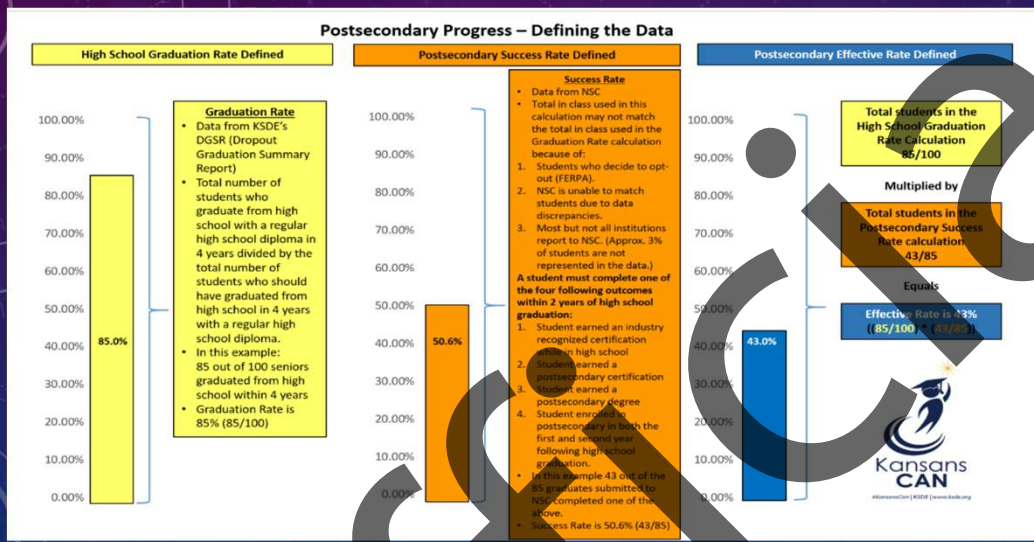 Postsecondary Progress – Defining the Data
High School Graduation Rate Defined
100.00%
90.00%
80.00%
70.00%
60.00%
50.00%
40.00%
30.00%
20.00%
10.00%
0.00%
85.0%
Graduation Rate
• Data from KSDE's
DGSR (Dropout
Graduation Summary
Report)
• Total number of
students who
graduate from high
school with a regular
high school diploma in
4 years divided by the
total number of
students who should
have graduated from
high school in 4 years
with a regular high
school diploma.
• In this example:
85 out of 100 seniors
graduated from high
school within 4 years
• Graduation Rate is
85% (85/100)
Postsecondary Success Rate Defined
100.00%
90.00%
80.00%
70.00%
60.00%
50.00%
40.00%
30.00%
20.00%
10.00%
0.00%
50.6%
Success Rate
• Data from NSC
• Total in class used in this
calculation may not match
the total in class used in the
Graduation Rate calculation
because of:
1. Students who decide to opt-
out (FERPA).
2. NSC is unable to match
students due to data
discrepancies.
3. Most but not all institutions
report to NSC. (Approx. 3%
of students are not
represented in the data.)
A student must complete one of
the four following outcomes
within 2 years of high school
graduation:
1. Student earned an industry
recognized certification
while in high school
2. Student earned a
postsecondary certification
3. Student earned a
postsecondary degree
4. Student enrolled in
postsecondary in both the
first and second year
following high school
graduation.
• In this example 43 out of the
85 graduates submitted to
NSC completed one of the
above.
• Success Rate is 50.6% (43/85)
Postsecondary Effective Rate Defined
100.00%
90.00%
80.00%
70.00%
60.00%
50.00%
40.00%
30.00%
20.00%
10.00%
0.00%
43.0%
Total students in the
High School Graduation
Rate Calculation
85/100
Multiplied by
Total students in the
Postsecondary Success
Rate calculation
43/85
Equals
Effective Rate is 43%
((85/100) * (43/85))
Kansans
CAN
#KansansCan | KSDE | www.ksde.org